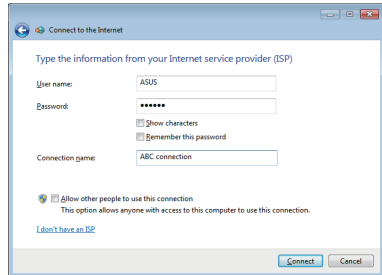 Connect to the Internet
Type the information from your Internet service provider (ISP)
User name: ASUS
Password: ••••••
Show characters
Remember this password
Connection name: ABC connection
Allow other people to use this connection
This option allows anyone with access to this computer to use this connection.
I don't have an ISP
Connect Cancel